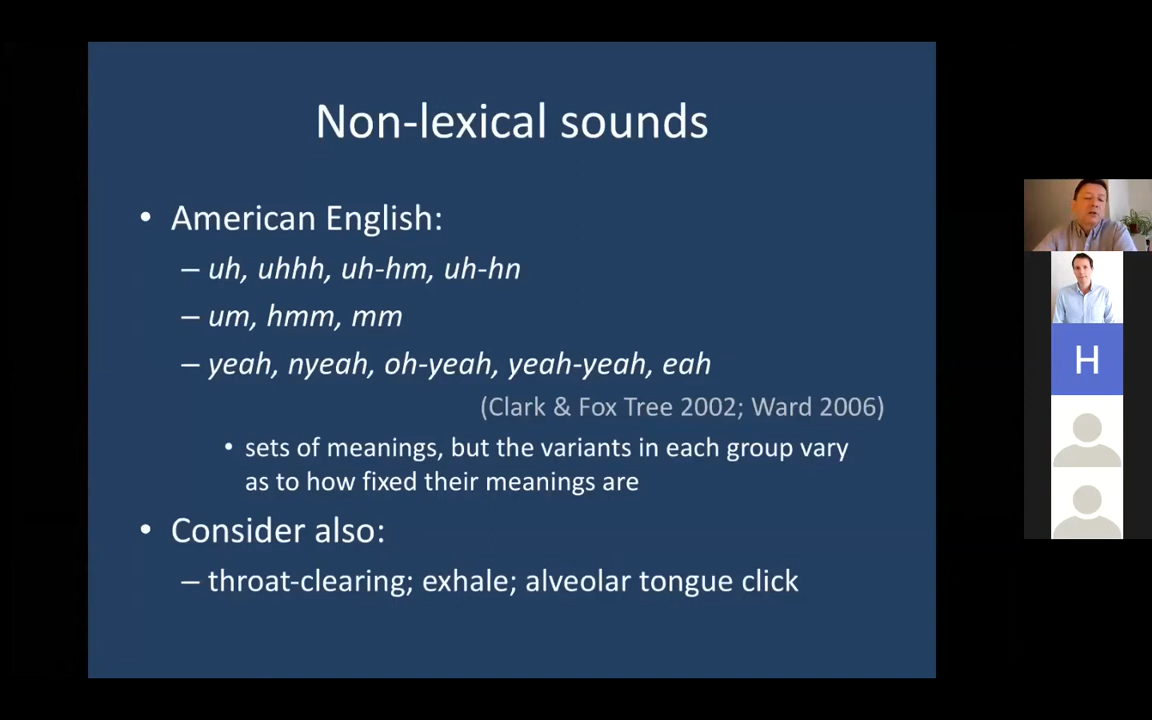 Non-lexical sounds
• American English:
– uh, uhhh, uh-hm, uh-hn
– um, hmm, mm
– yeah, nyeah, oh-yeah, yeah-yeah, eah
(Clark & Fox Tree 2002; Ward 2006)
• sets of meanings, but the variants in each group vary
as to how fixed their meanings are
• Consider also:
– throat-clearing; exhale; alveolar tongue click
H